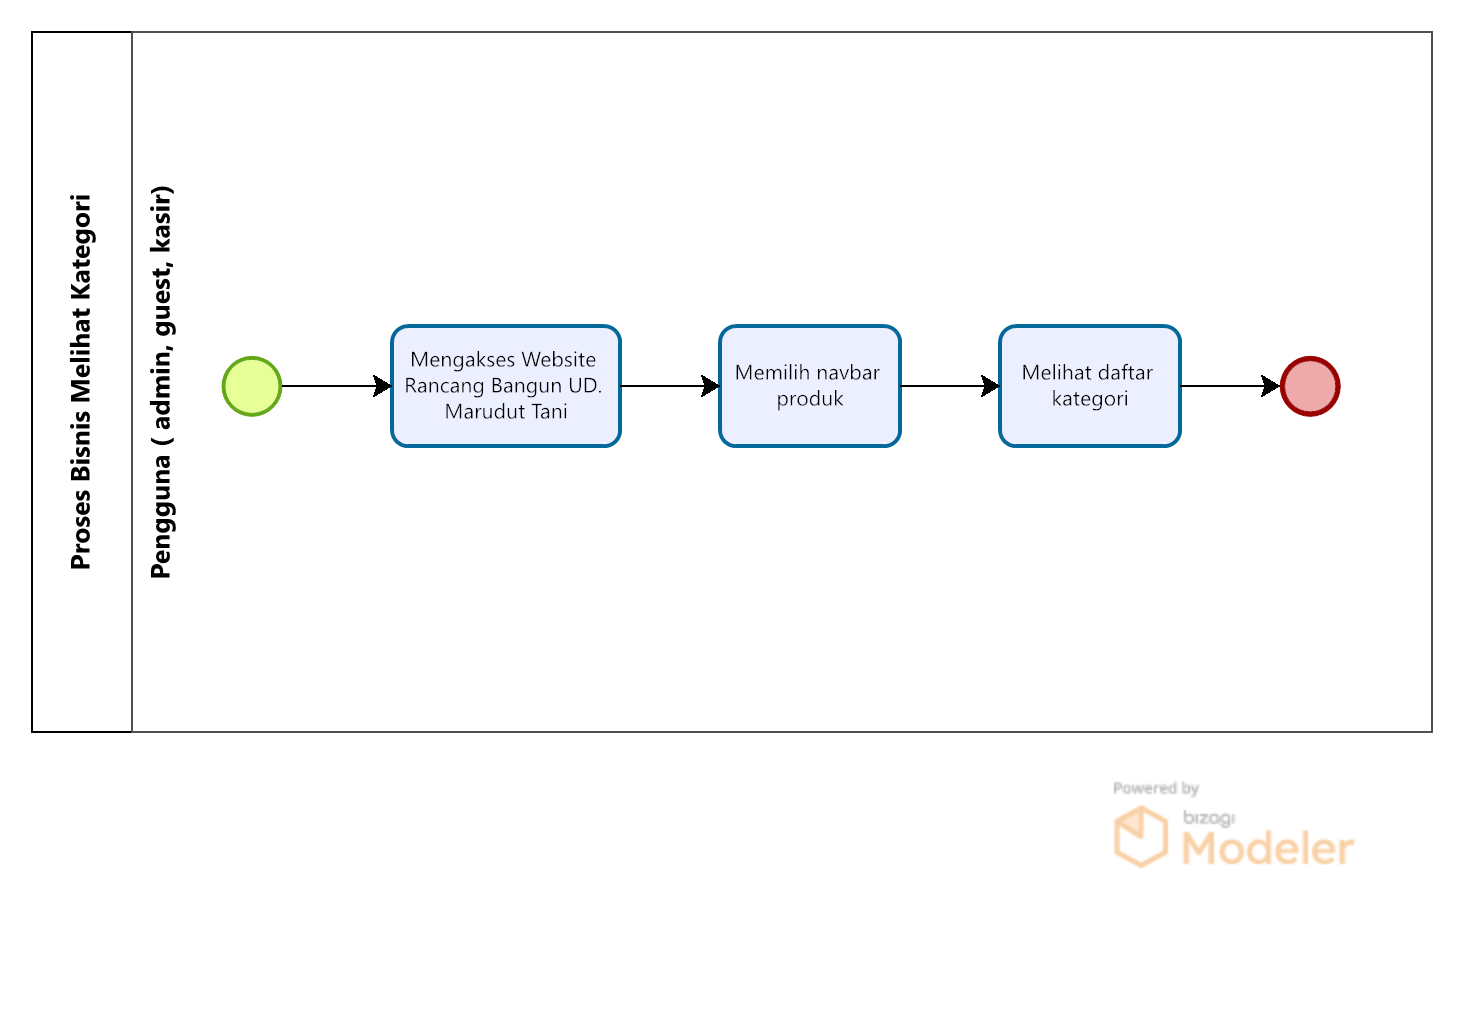 Proses Bisnis Melihat Kategori
Pengguna ( admin, guest, kasir)
Mengakses Website
Rancang Bangun UD.
Marudut Tani
Memilih navbar
produk
Melihat daftar
kategori
Powered by
bizagi
Modeler